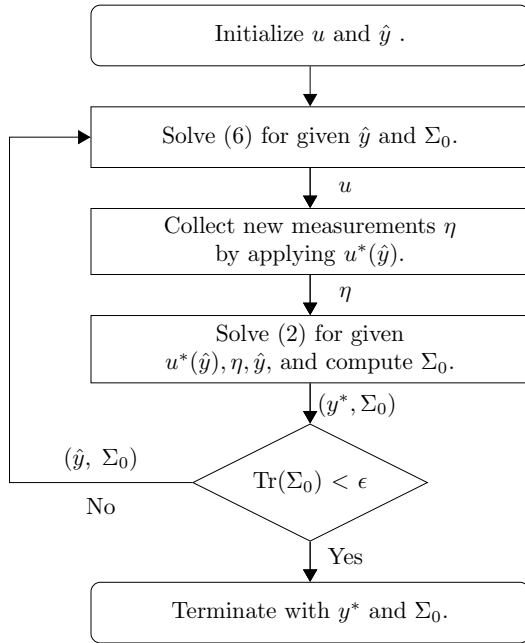 Initialize u and ŷ .
Solve (6) for given ŷ and Σ₀.
u
Collect new measurements η
by applying u*(ŷ).
η
Solve (2) for given
u*(ŷ), η, ŷ, and compute Σ₀.
(y*, Σ₀)
(ŷ, Σ₀)
Tr(Σ₀) < ϵ
No
Yes
Terminate with y* and Σ₀.